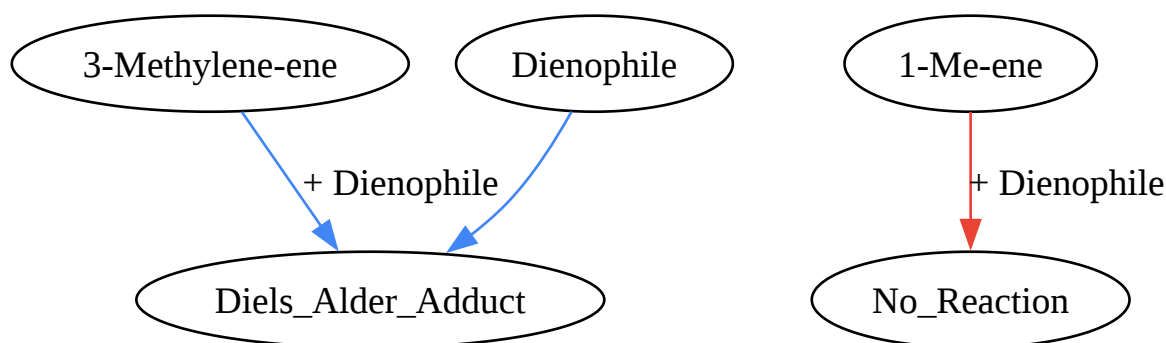 3-Methylene-ene
Dienophile
1-Me-ene
+ Dienophile
+ Dienophile
Diels_Alder_Adduct
No_Reaction